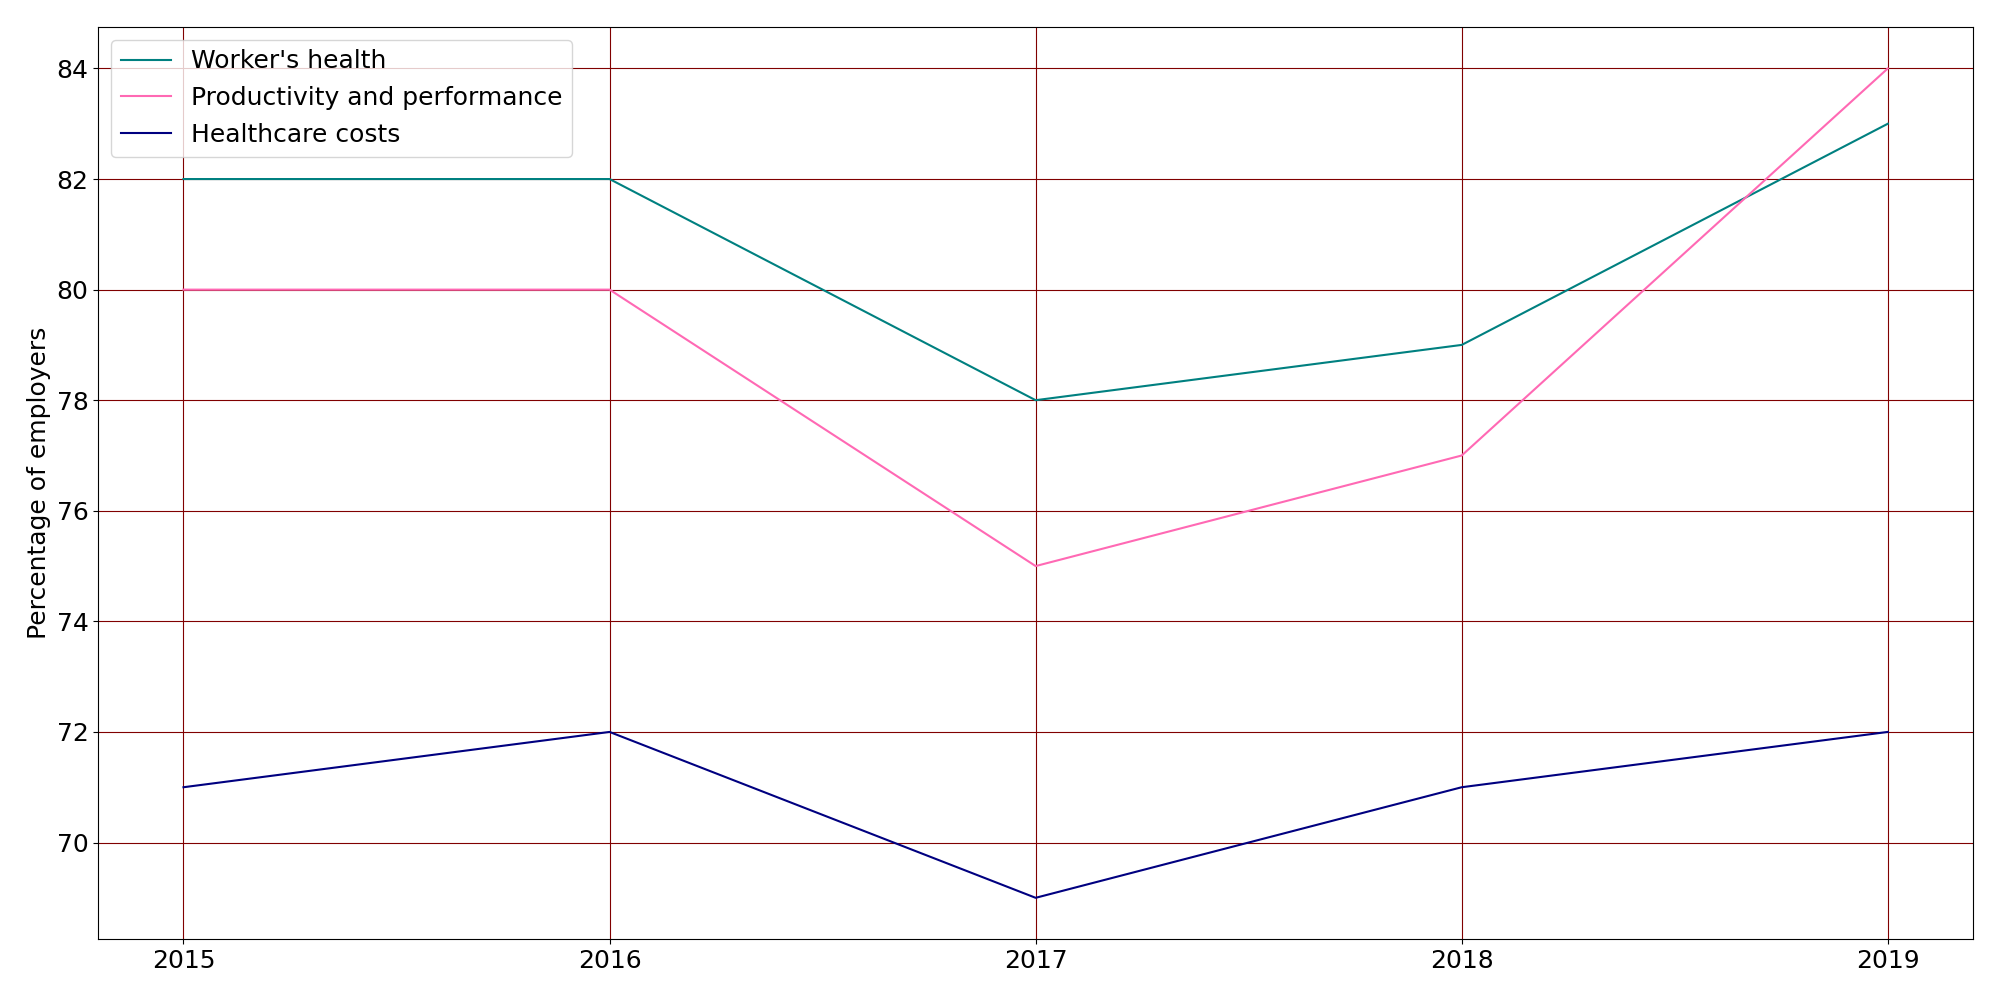 Worker's health
Productivity and performance
Healthcare costs
Percentage of employers
84
82
80
78
76
74
72
70
2015 2016 2017 2018 2019